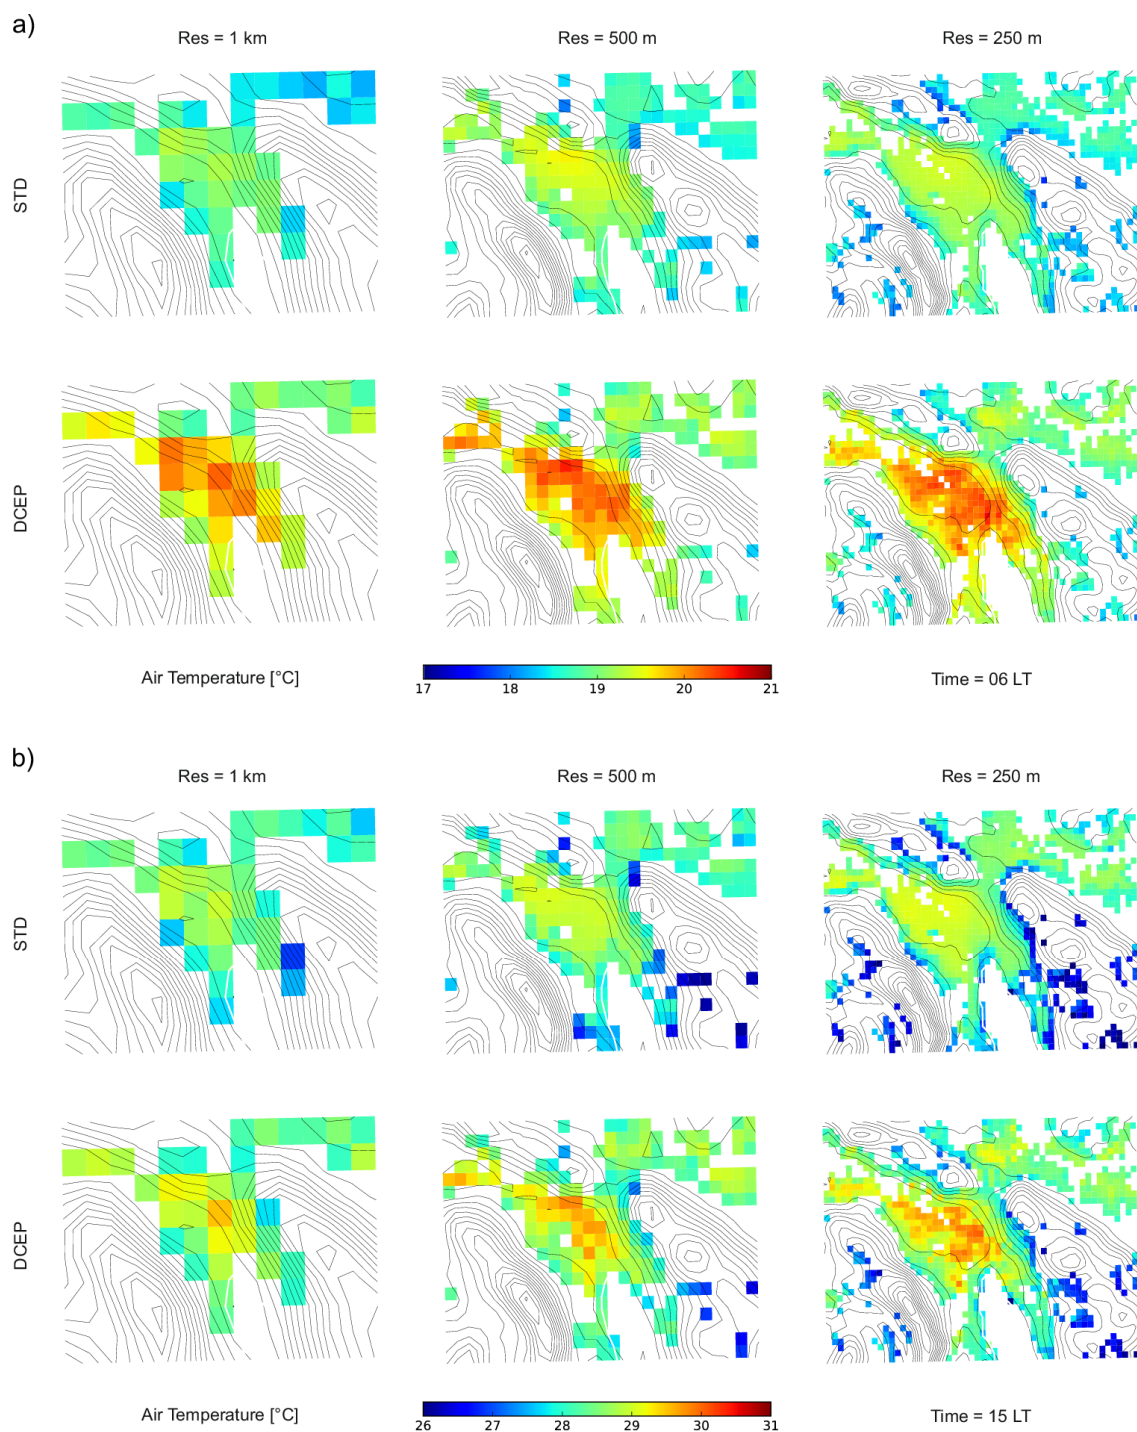 a)
Res = 1 km
Res = 500 m
Res = 250 m
STD
DCEP
Air Temperature [°C]
17 18 19 20 21
Time = 06 LT
b)
Res = 1 km
Res = 500 m
Res = 250 m
STD
DCEP
Air Temperature [°C]
26 27 28 29 30 31
Time = 15 LT